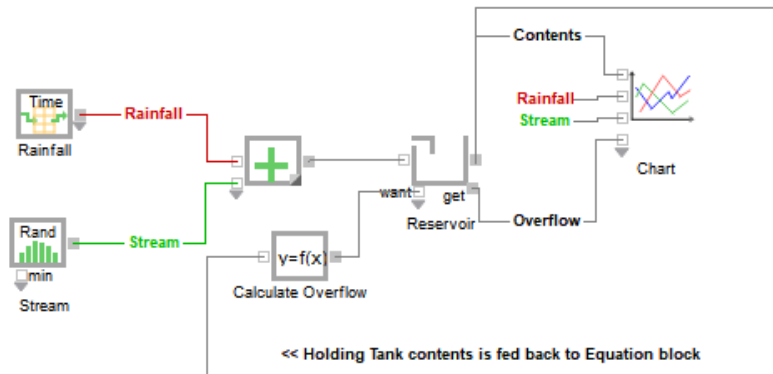 Contents
Time
Rainfall
Rainfall
Stream
Rainfall
Chart
want
get
Reservoir
Rand
Stream
Overflow
min
y=f(x)
Stream
Calculate Overflow
<< Holding Tank contents is fed back to Equation block